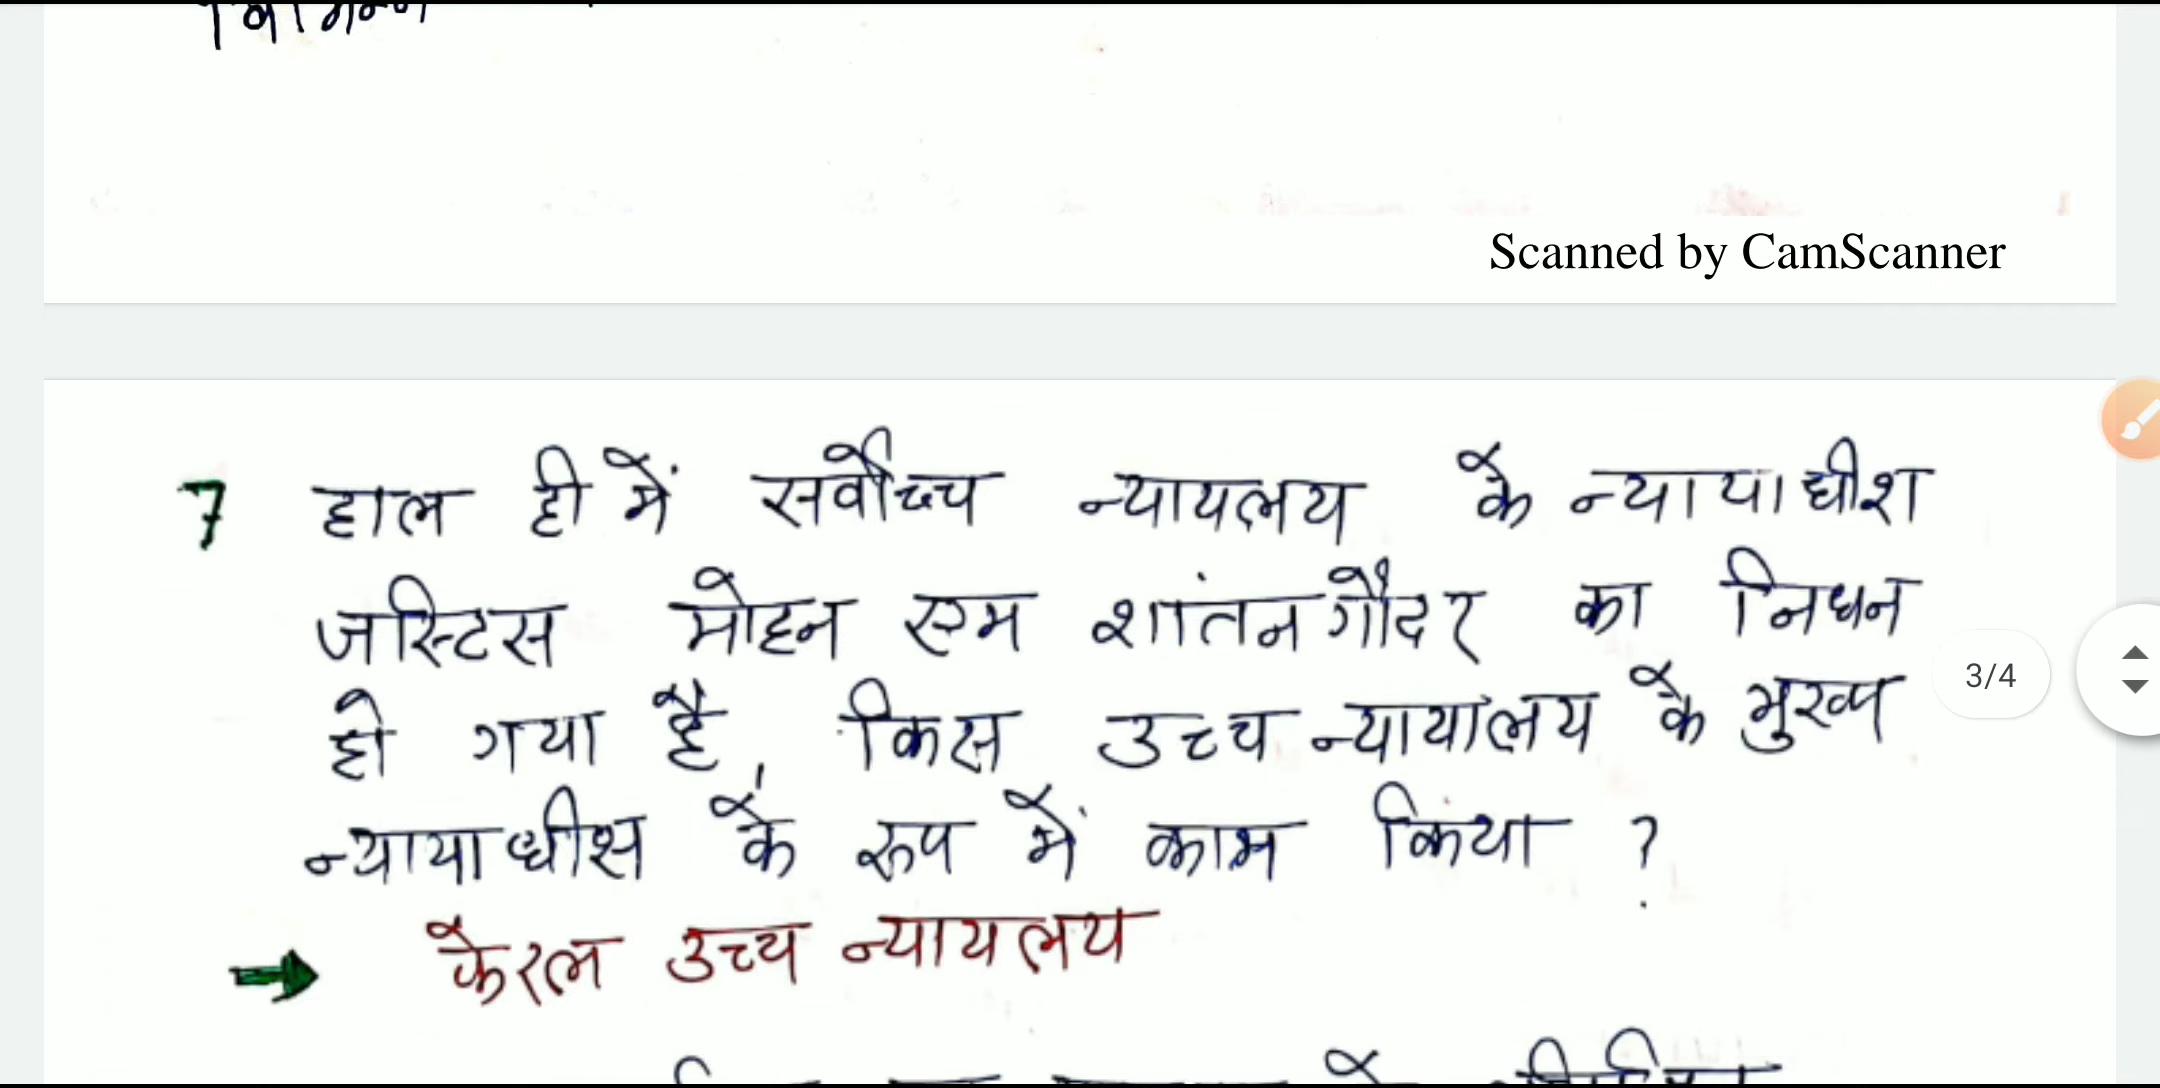 Scanned by CamScanner
7 हाल ही में सर्वोच्च न्यायलय के न्यायाधीश
जस्टिस मोहन एम शांतनगौदर का निधन
हो गया है, किस उच्च न्यायालय के मुख्य
न्यायाधीश के रूप में काम किया ?
→ केरल उच्च न्यायलय
3/4